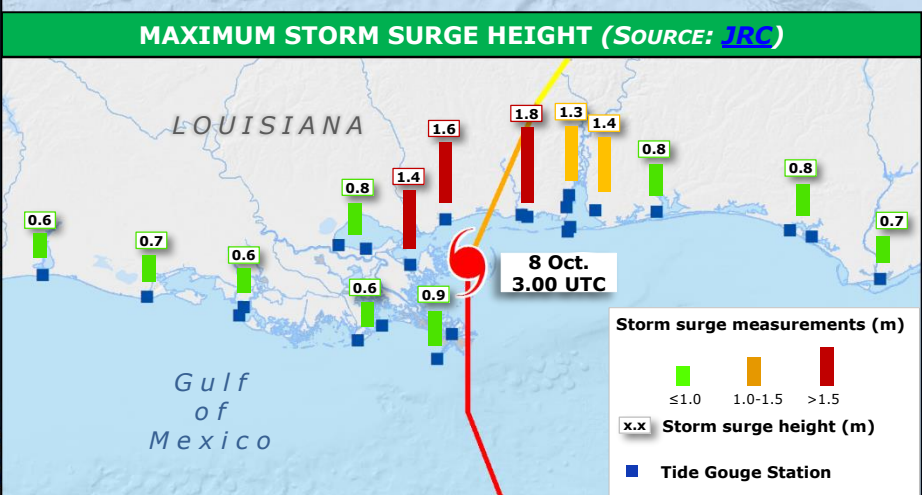 MAXIMUM STORM SURGE HEIGHT (SOURCE: JRC)
LOUISIANA
1.8
1.3
1.4
1.6
0.8
0.8
0.8
1.4
0.6
0.7
0.6
0.7
0.6
0.9
8 Oct.
3.00 UTC
Gulf
of
Mexico
Storm surge measurements (m)
≤1.0 1.0-1.5 >1.5
x.x Storm surge height (m)
Tide Gouge Station